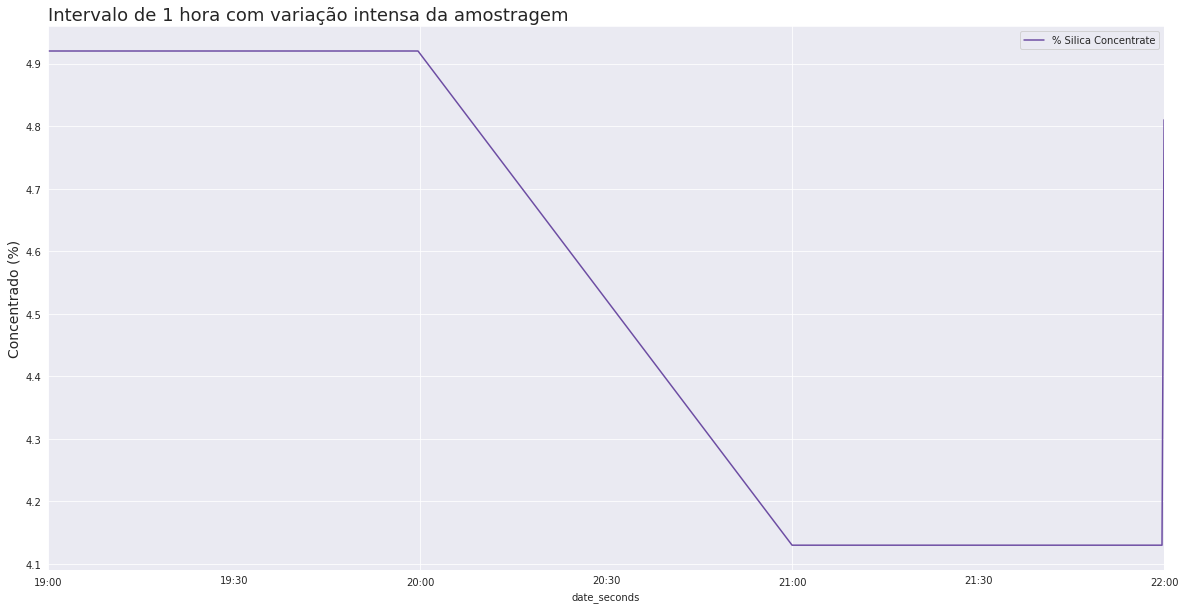 Intervalo de 1 hora com variação intensa da amostragem
% Silica Concentrate
Concentrado (%)
4.9
4.8
4.7
4.6
4.5
4.4
4.3
4.2
4.1
19:00 19:30 20:00 20:30 21:00 21:30 22:00
date_seconds